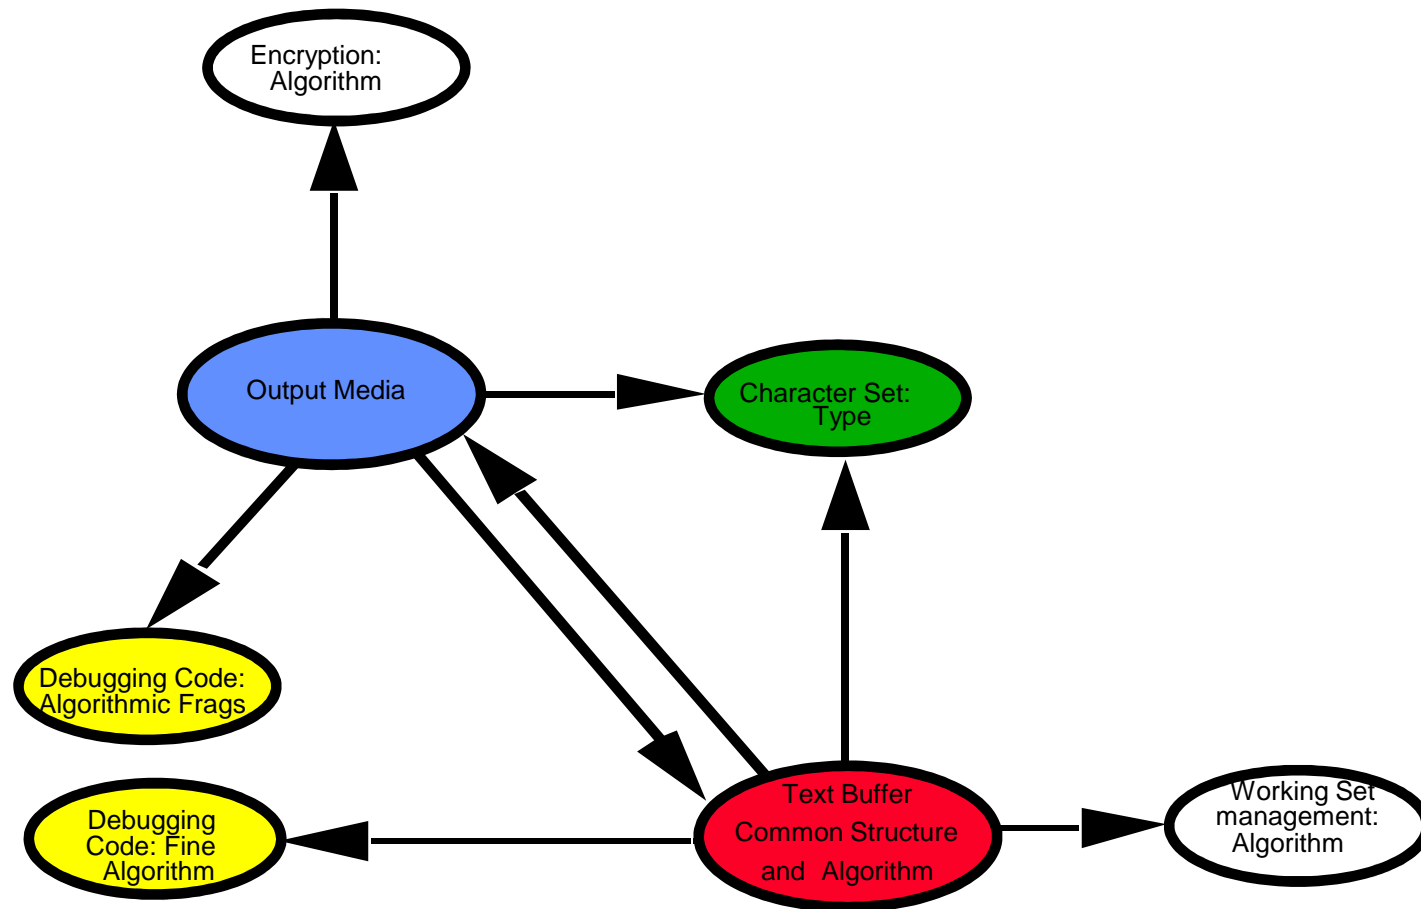 Encryption:
Algorithm
Output Media
Character Set:
Type
Debugging Code:
Algorithmic Frags
Debugging
Code: Fine
Algorithm
Text Buffer
Common Structure
and Algorithm
Working Set
management:
Algorithm